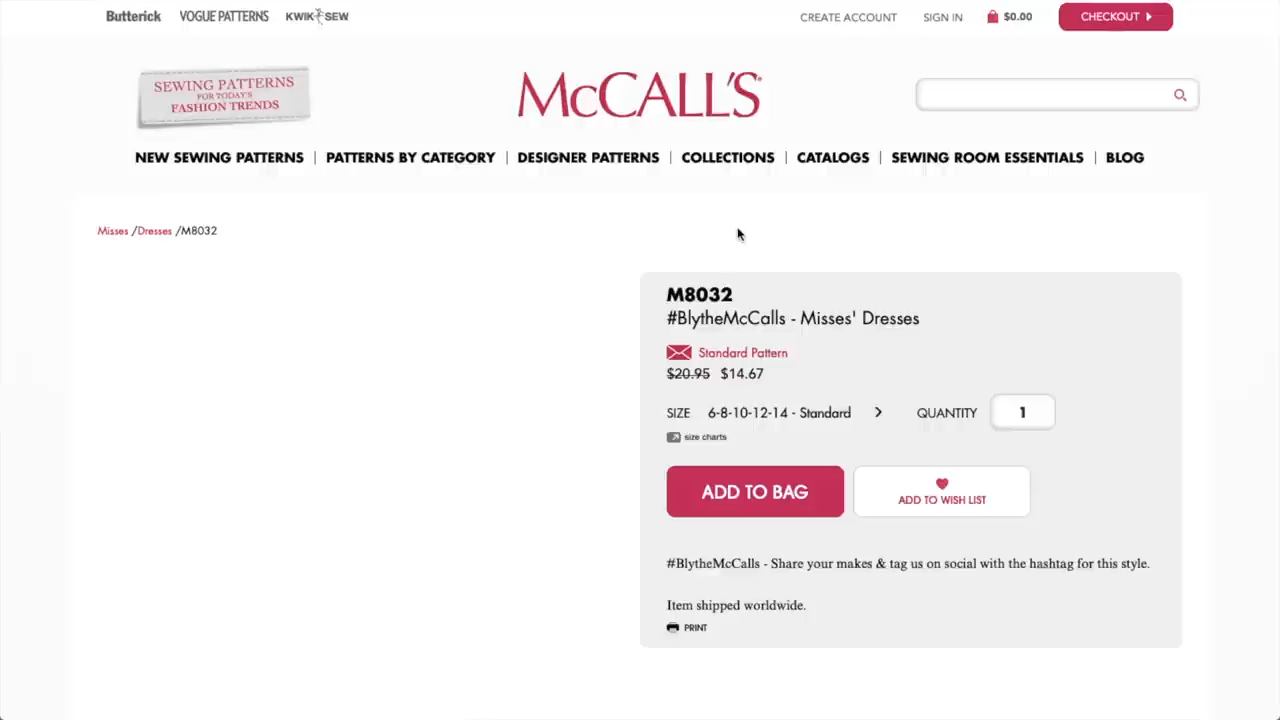 Butterick VOGUE PATTERNS KWIK SEW
CREATE ACCOUNT SIGN IN $0.00 CHECKOUT
SEWING PATTERNS
FOR TODAY'S
FASHION TRENDS
McCALL'S
NEW SEWING PATTERNS | PATTERNS BY CATEGORY | DESIGNER PATTERNS | COLLECTIONS | CATALOGS | SEWING ROOM ESSENTIALS | BLOG
Misses /Dresses /M8032
M8032
#BlytheMcCalls - Misses' Dresses
Standard Pattern
$20.95 $14.67
SIZE 6-8-10-12-14 - Standard QUANTITY 1
size charts
ADD TO BAG
ADD TO WISH LIST
#BlytheMcCalls - Share your makes & tag us on social with the hashtag for this style.
Item shipped worldwide.
PRINT